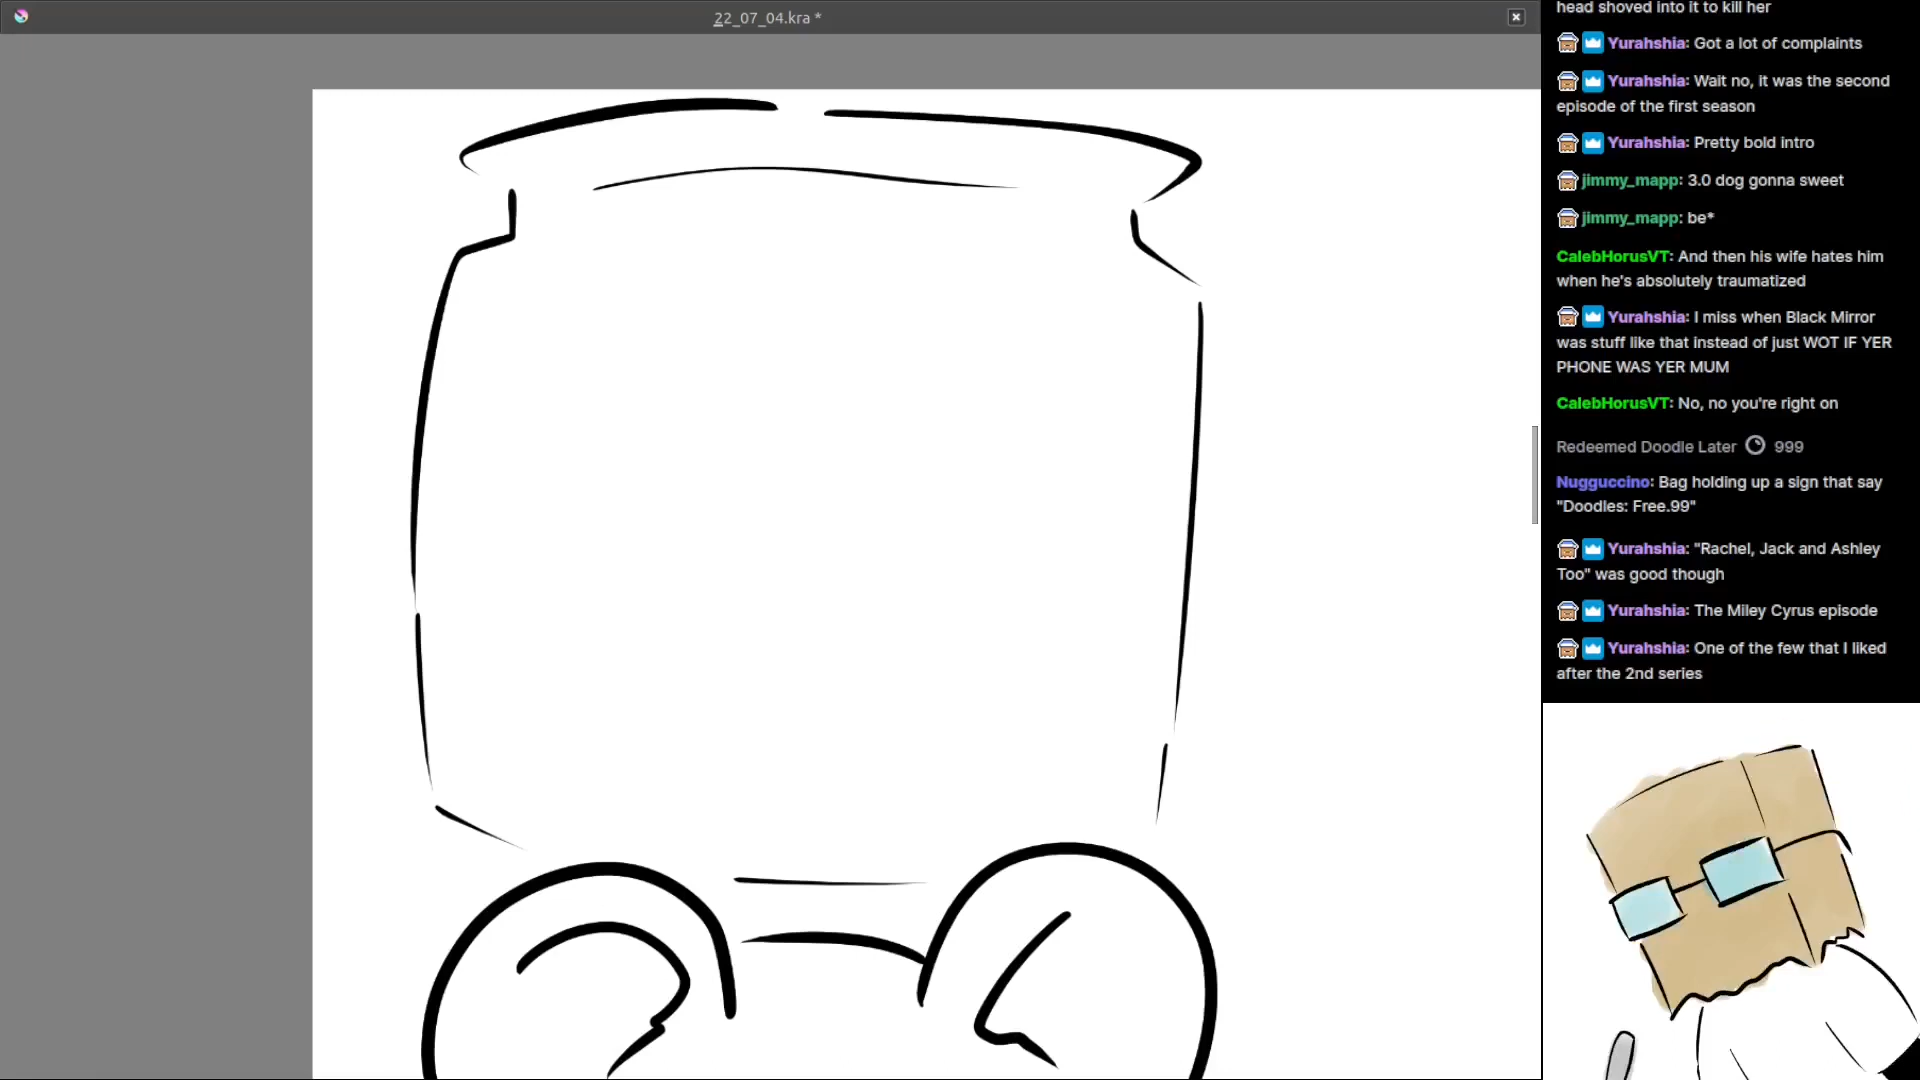 22_07_04.kra *
head shoved into it to kill her
Yurahshia: Got a lot of complaints
Yurahshia: Wait no, it was the second
episode of the first season
Yurahshia: Pretty bold intro
jimmy_mapp: 3.0 dog gonna sweet
jimmy_mapp: be*
CalebHorusVT: And then his wife hates him
when he's absolutely traumatized
Yurahshia: I miss when Black Mirror
was stuff like that instead of just WOT IF YER
PHONE WAS YER MUM
CalebHorusVT: No, no you're right on
Redeemed Doodle Later 999
Nugguccino: Bag holding up a sign that say
"Doodles: Free.99"
Yurahshia: "Rachel, Jack and Ashley
Too" was good though
Yurahshia: The Miley Cyrus episode
Yurahshia: One of the few that I liked
after the 2nd series